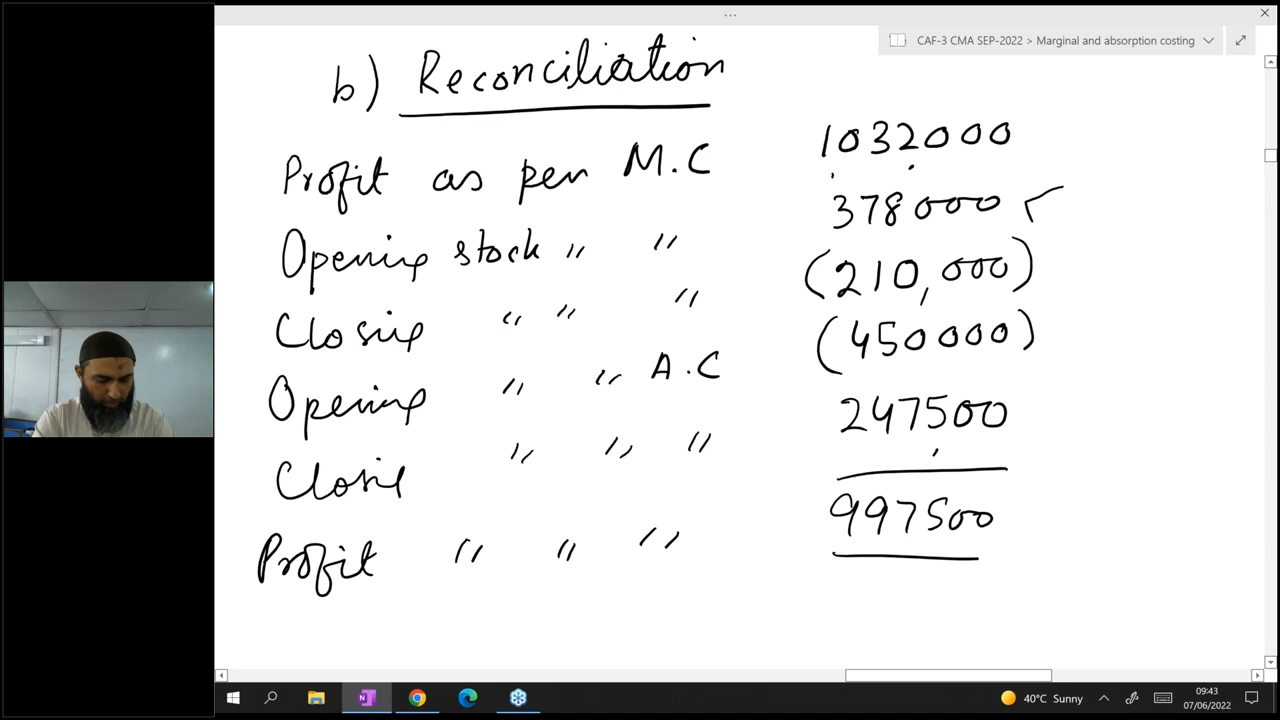 CAF-3 CMA SEP-2022 > Marginal and absorption costing
b) Reconciliation
Profit as per M.C 1032000
Opening stock " " 378000
Closing " " " (210,000)
Opening " " A.C (450000)
Closing " " " 247500
Profit " " " 997500
40°C Sunny
09:43
07/06/2022